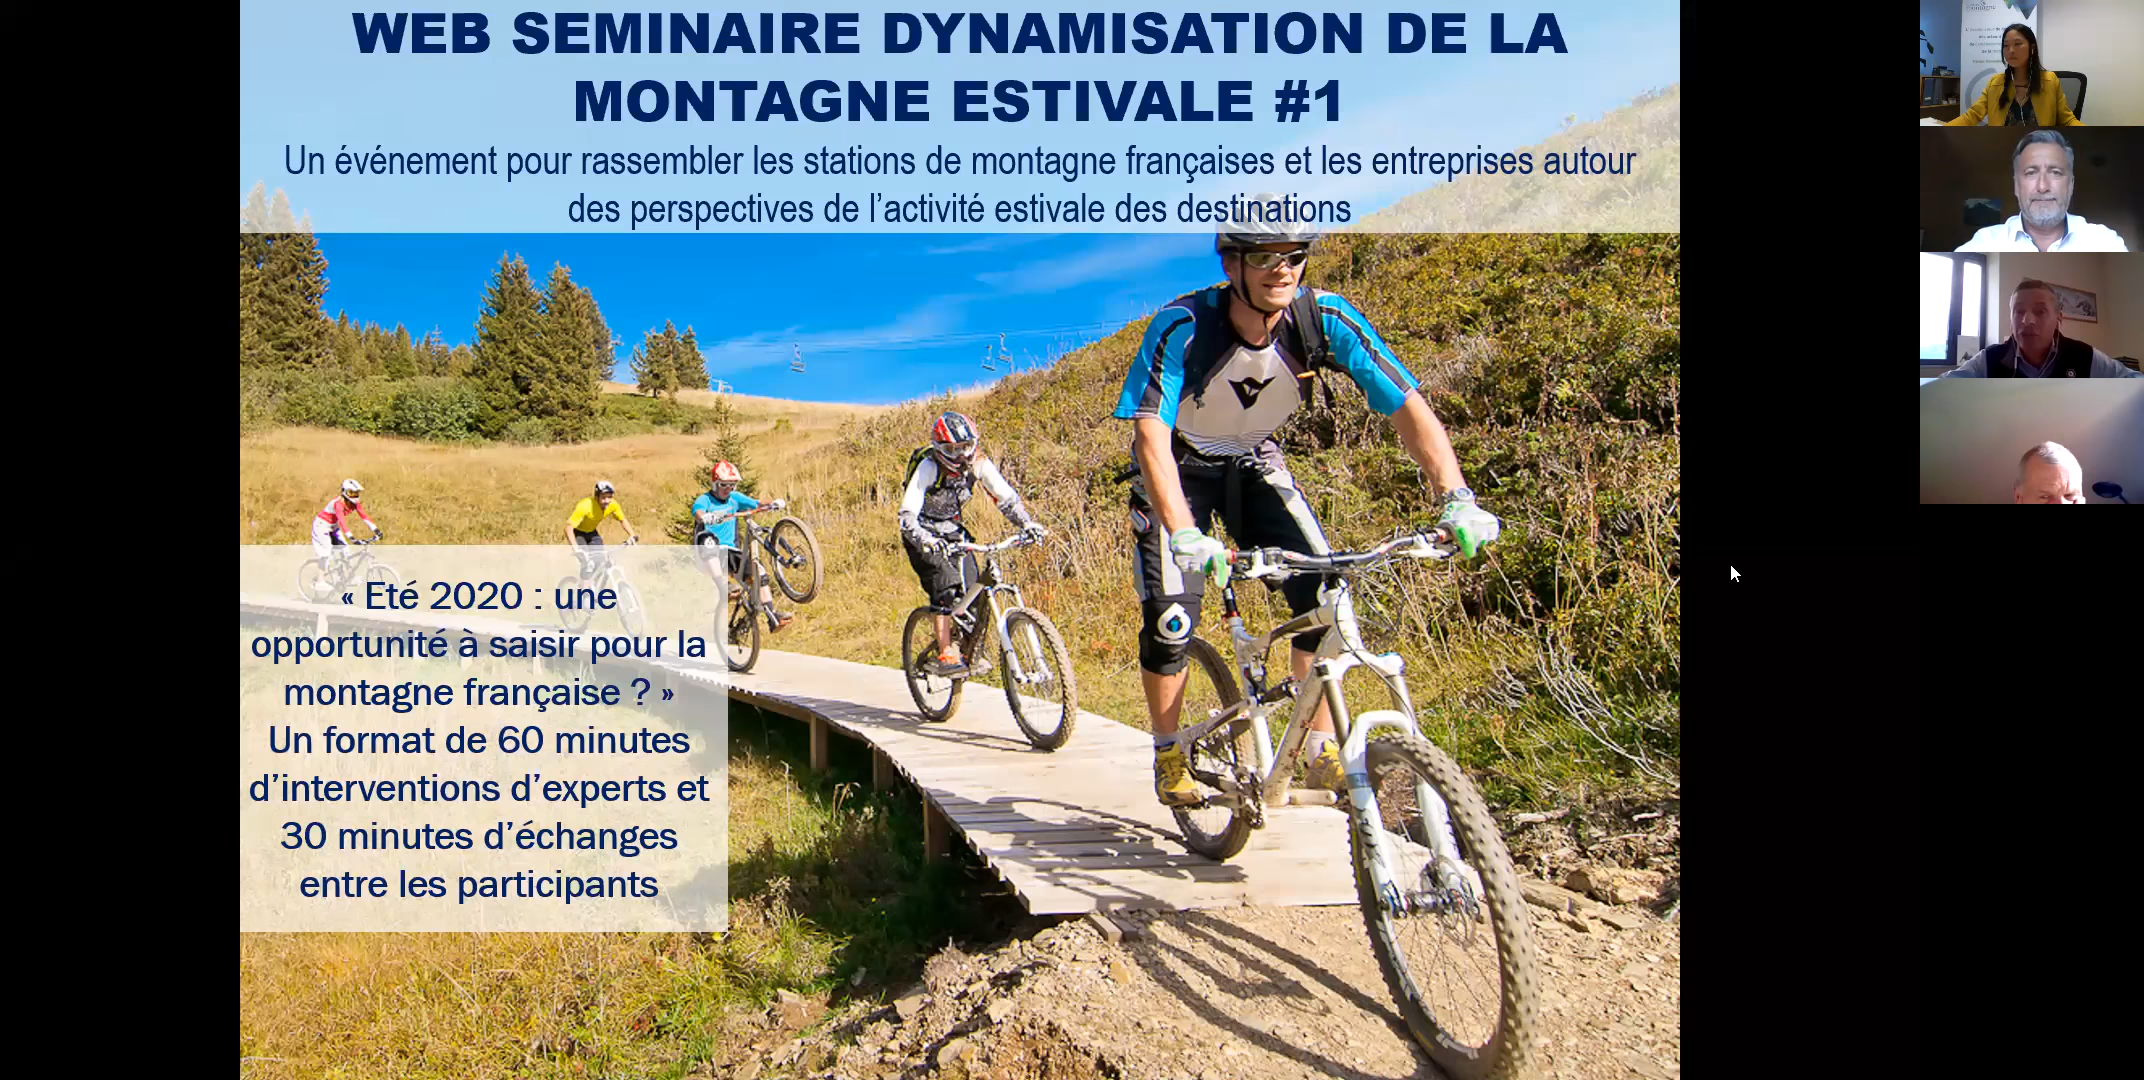 WEB SEMINAIRE DYNAMISATION DE LA
MONTAGNE ESTIVALE #1
Un événement pour rassembler les stations de montagne françaises et les entreprises autour
des perspectives de l’activité estivale des destinations
« Eté 2020 : une
opportunité à saisir pour la
montagne française ? »
Un format de 60 minutes
d’interventions d’experts et
30 minutes d’échanges
entre les participants